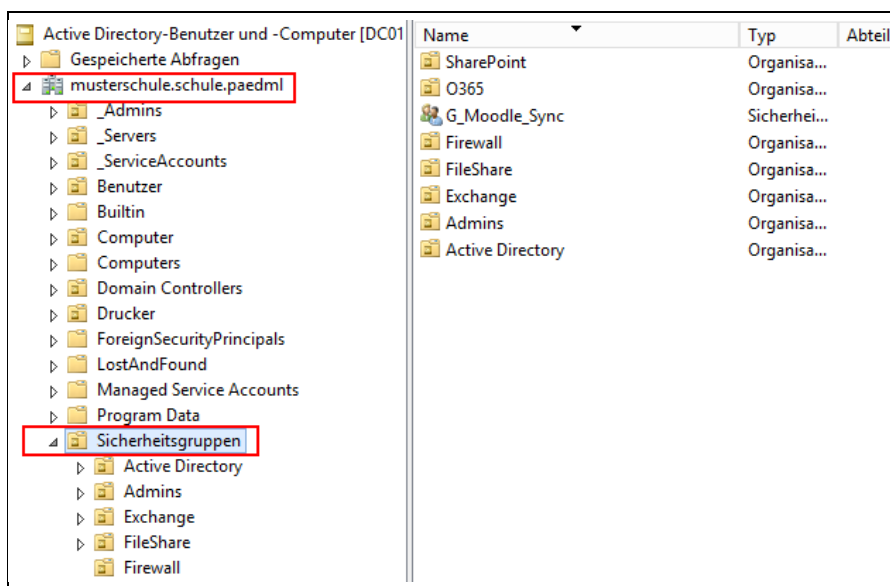 Active Directory-Benutzer und -Computer [DC01
Gespeicherte Abfragen
musterschule.schule.paedml
_Admins
_Servers
_ServiceAccounts
Benutzer
Builtin
Computer
Computers
Domain Controllers
Drucker
ForeignSecurityPrincipals
LostAndFound
Managed Service Accounts
Program Data
Sicherheitsgruppen
Active Directory
Admins
Exchange
FileShare
Firewall
Name Typ Abteil
SharePoint Organisa...
O365 Organisa...
G_Moodle_Sync Sicherhei...
Firewall Organisa...
FileShare Organisa...
Exchange Organisa...
Admins Organisa...
Active Directory Organisa...